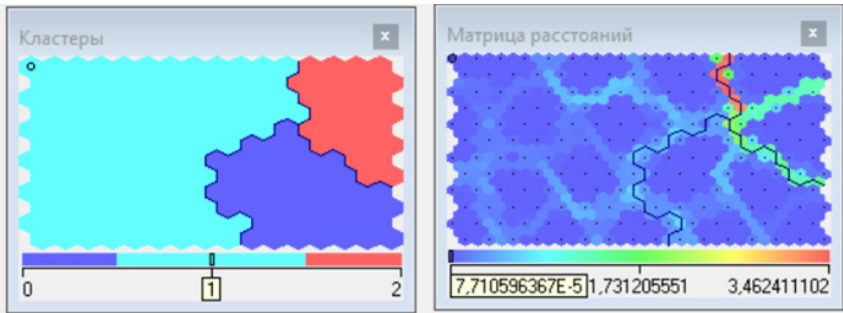 Кластеры
x
0
1
2
Матрица расстояний
x
7,710596367E-5
1,731205551
3,462411102